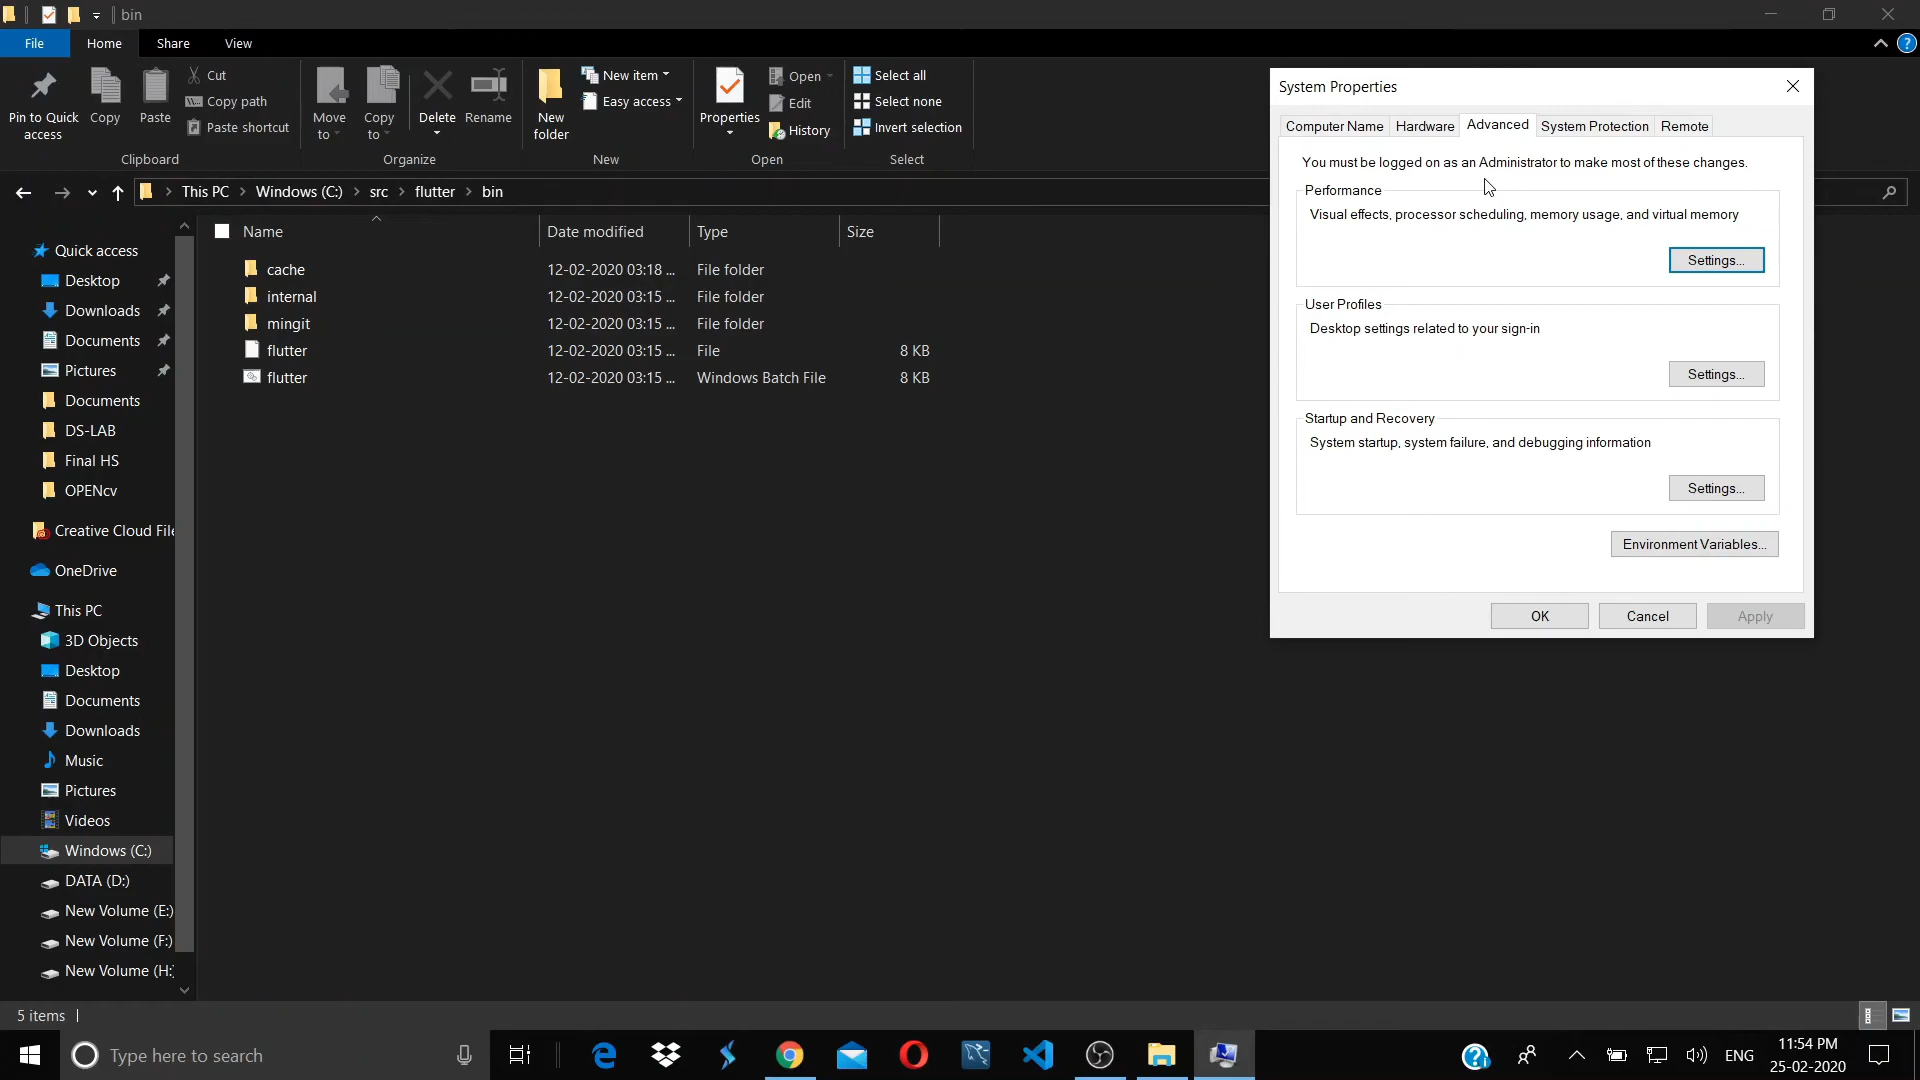 bin
File
Home
Share
View
Pin to Quick access
Copy
Paste
Cut
Copy path
Paste shortcut
Clipboard
Move to
Copy to
Delete
Rename
Organize
New folder
New item
Easy access
New
Properties
Open
Edit
History
Open
Select all
Select none
Invert selection
Select
This PC > Windows (C:) > src > flutter > bin
Name
Date modified
Type
Size
cache 12-02-2020 03:18 ... File folder
internal 12-02-2020 03:15 ... File folder
mingit 12-02-2020 03:15 ... File folder
flutter 12-02-2020 03:15 ... File 8 KB
flutter 12-02-2020 03:15 ... Windows Batch File 8 KB
Quick access
Desktop
Downloads
Documents
Pictures
Documents
DS-LAB
Final HS
OPENcv
Creative Cloud File
OneDrive
This PC
3D Objects
Desktop
Documents
Downloads
Music
Pictures
Videos
Windows (C:)
DATA (D:)
New Volume (E:)
New Volume (F:)
New Volume (H:)
5 items
System Properties
Computer Name
Hardware
Advanced
System Protection
Remote
You must be logged on as an Administrator to make most of these changes.
Performance
Visual effects, processor scheduling, memory usage, and virtual memory
Settings...
User Profiles
Desktop settings related to your sign-in
Settings...
Startup and Recovery
System startup, system failure, and debugging information
Settings...
Environment Variables...
OK
Cancel
Apply
Type here to search
ENG
11:54 PM
25-02-2020